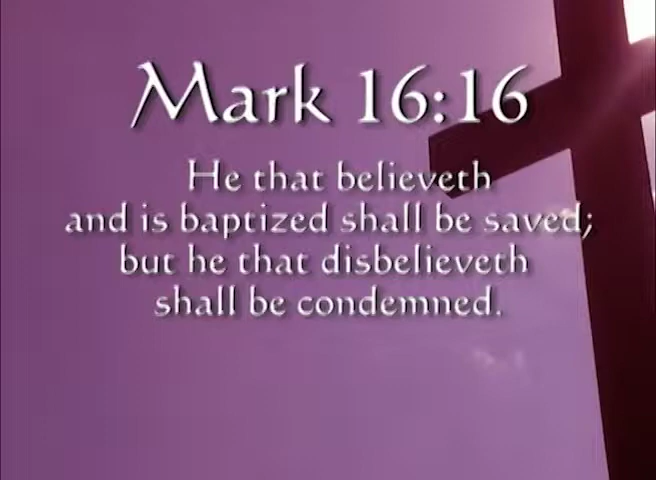 Mark 16:16
He that believeth
and is baptized shall be saved;
but he that disbelieveth
shall be condemned.